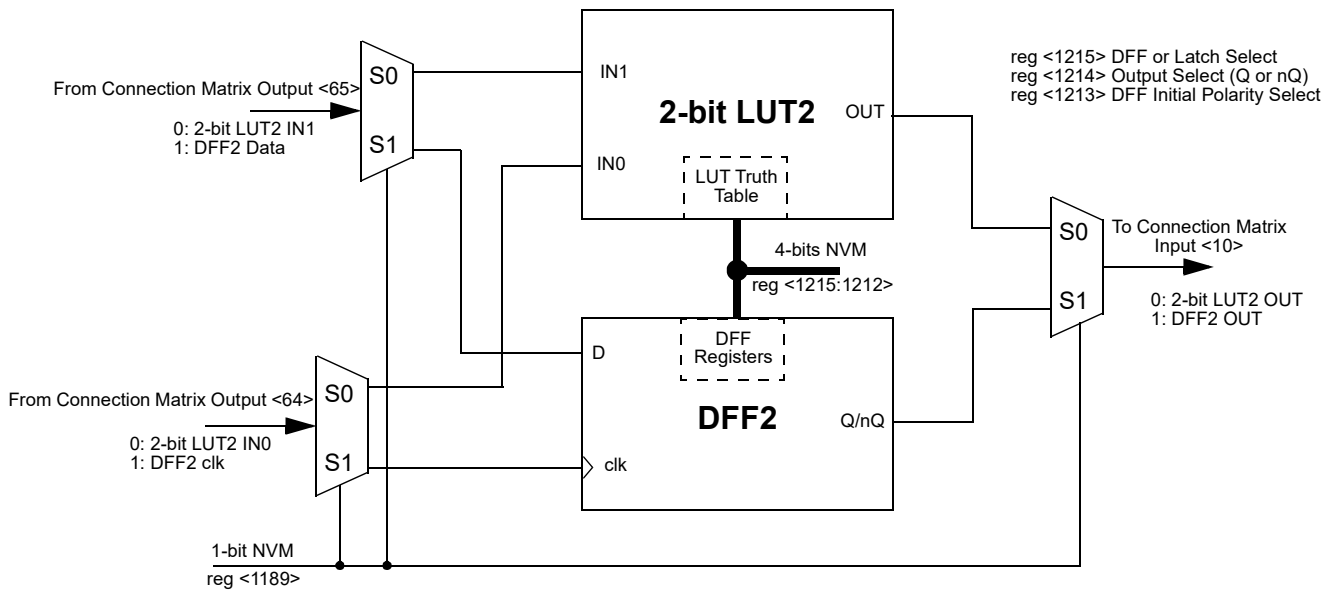 reg <1215> DFF or Latch Select
reg <1214> Output Select (Q or nQ)
reg <1213> DFF Initial Polarity Select
From Connection Matrix Output <65>
0: 2-bit LUT2 IN1
1: DFF2 Data
S0
S1
IN1
IN0
2-bit LUT2
OUT
LUT Truth
Table
4-bits NVM
reg <1215:1212>
S0
S1
To Connection Matrix
Input <10>
0: 2-bit LUT2 OUT
1: DFF2 OUT
From Connection Matrix Output <64>
0: 2-bit LUT2 IN0
1: DFF2 clk
S0
S1
D
clk
DFF
Registers
DFF2
Q/nQ
1-bit NVM
reg <1189>